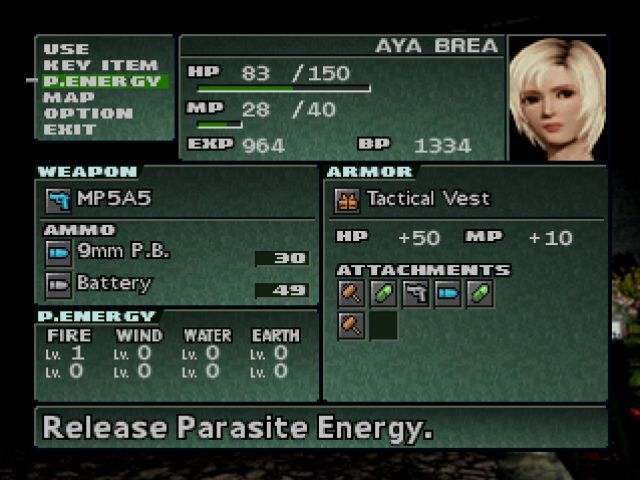 USE
KEY ITEM
P.ENERGY
MAP
OPTION
EXIT
AYA BREA
HP 83 /150
MP 28 /40
EXP 964 BP 1334
WEAPON
MP5A5
AMMO
9mm P.B. 30
Battery 49
P.ENERGY
FIRE WIND WATER EARTH
Lv. 1 Lv. 0 Lv. 0 Lv. 0
Lv. 0 Lv. 0 Lv. 0 Lv. 0
ARMOR
Tactical Vest
HP +50 MP +10
ATTACHMENTS
Release Parasite Energy.